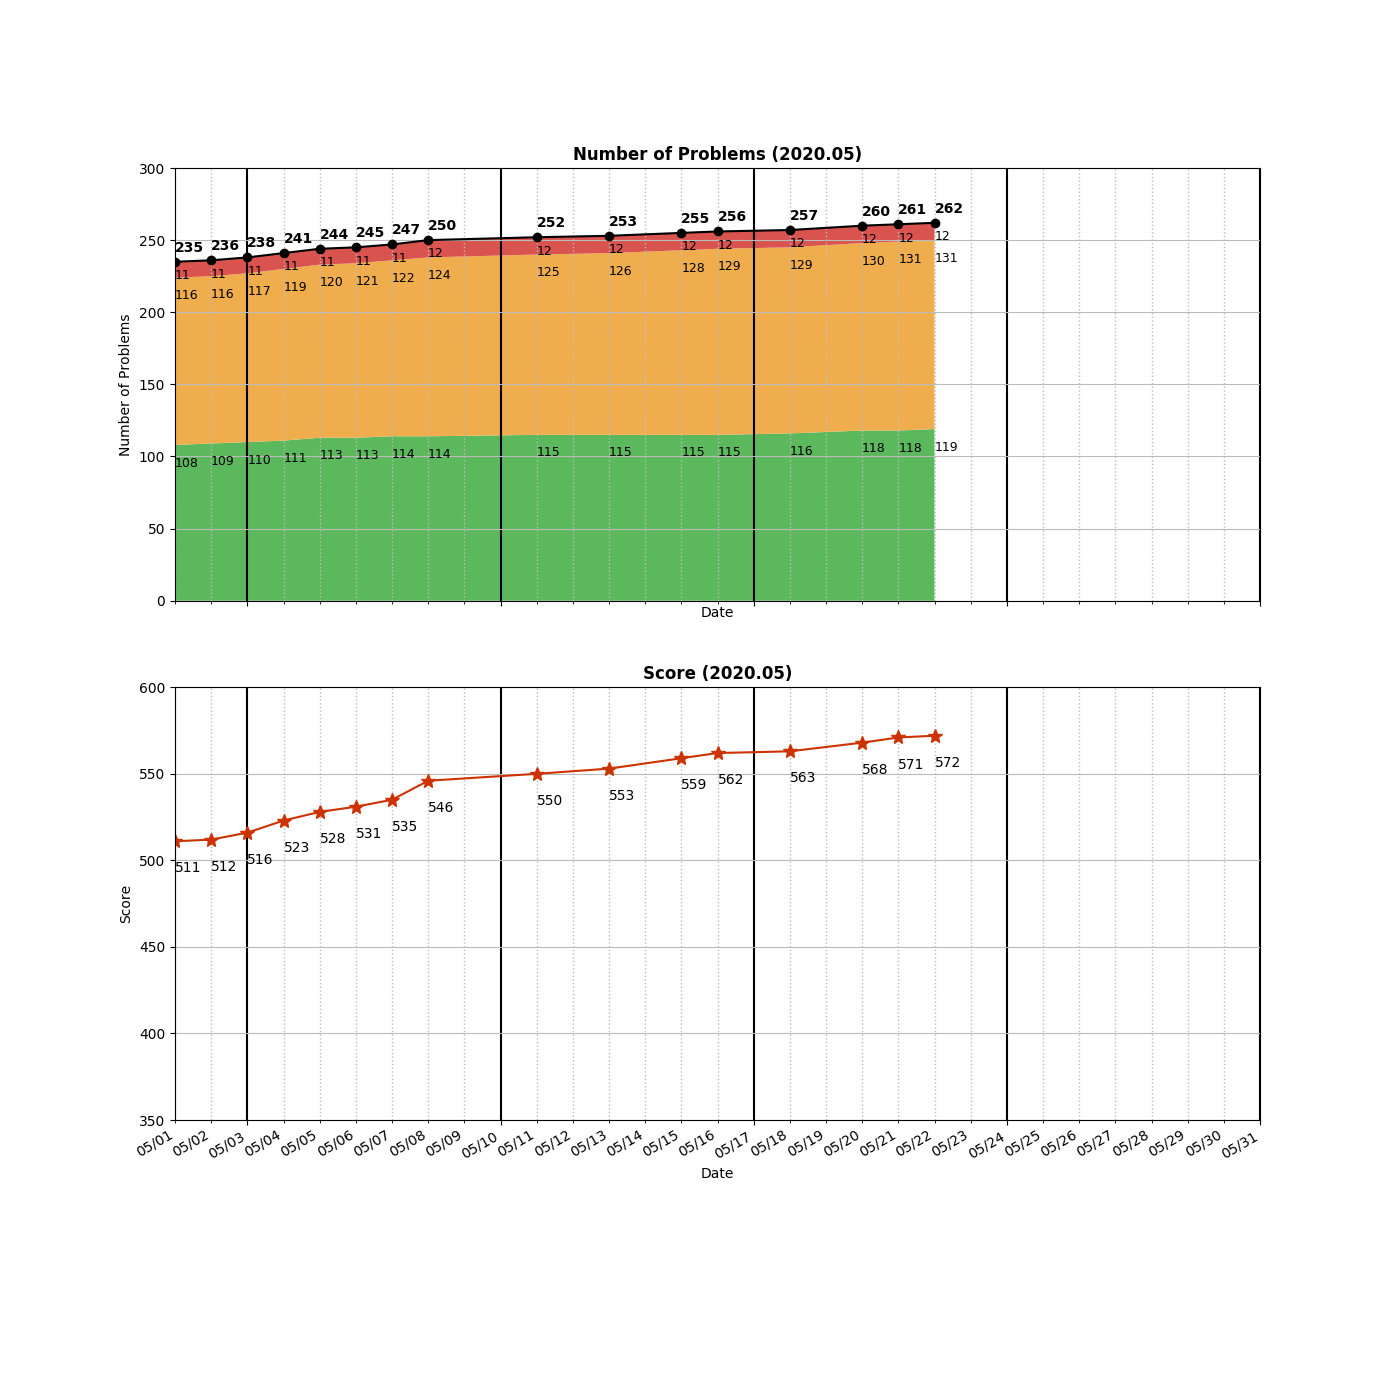 Number of Problems (2020.05)
300
250
200
150
100
50
0
Number of Problems
235 236 238 241 244 245 247 250 252 253 255 256 257 260 261 262
11 11 11 11 11 11 11 12 12 12 12 12 12 12 12 12
116 116 117 119 120 121 122 124 125 126 128 129 129 130 131 131
108 109 110 111 113 113 114 114 115 115 115 115 116 118 118 119
Date
Score (2020.05)
600
550
500
450
400
350
Score
511 512 516 523 528 531 535 546 550 553 559 562 563 568 571 572
05/01 05/02 05/03 05/04 05/05 05/06 05/07 05/08 05/09 05/10 05/11 05/12 05/13 05/14 05/15 05/16 05/17 05/18 05/19 05/20 05/21 05/22 05/23 05/24 05/25 05/26 05/27 05/28 05/29 05/30 05/31
Date